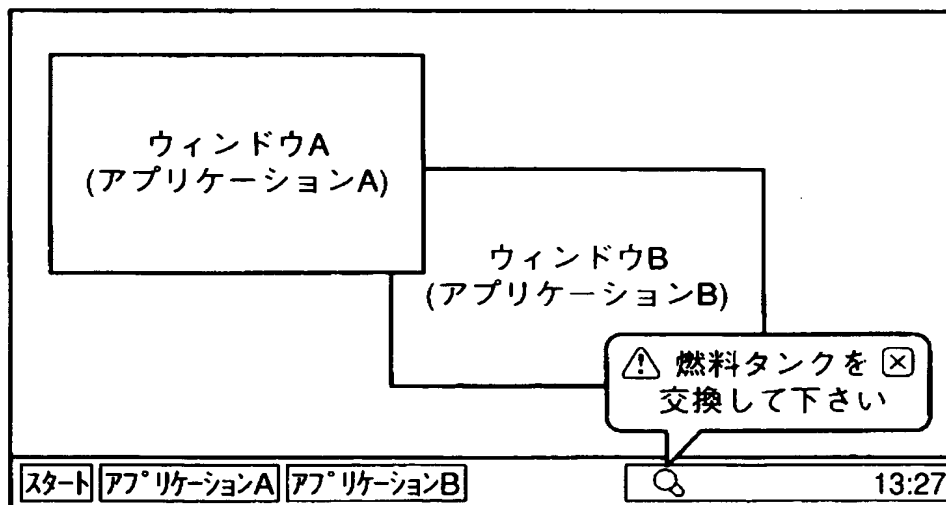 ウィンドウA
(アプリケーションA)
ウィンドウB
(アプリケーションB)
燃料タンクを
交換して下さい
スタート アプリケーションA アプリケーションB 13:27